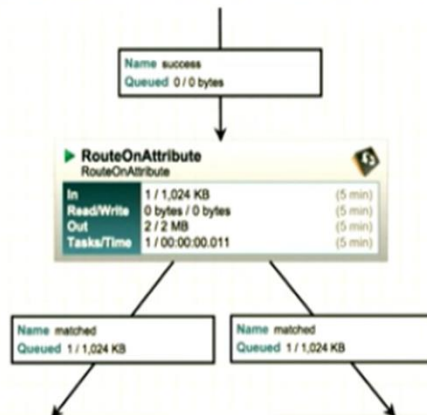 Name success
Queued 0 / 0 bytes
RouteOnAttribute
RouteOnAttribute
In 1 / 1,024 KB (5 min)
Read/Write 0 bytes / 0 bytes (5 min)
Out 2 / 2 MB (5 min)
Tasks/Time 1 / 00:00:00.011 (5 min)
Name matched
Queued 1 / 1,024 KB
Name matched
Queued 1 / 1,024 KB